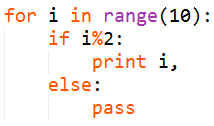 for i in range(10):
    if i%2:
        print i,
    else:
        pass